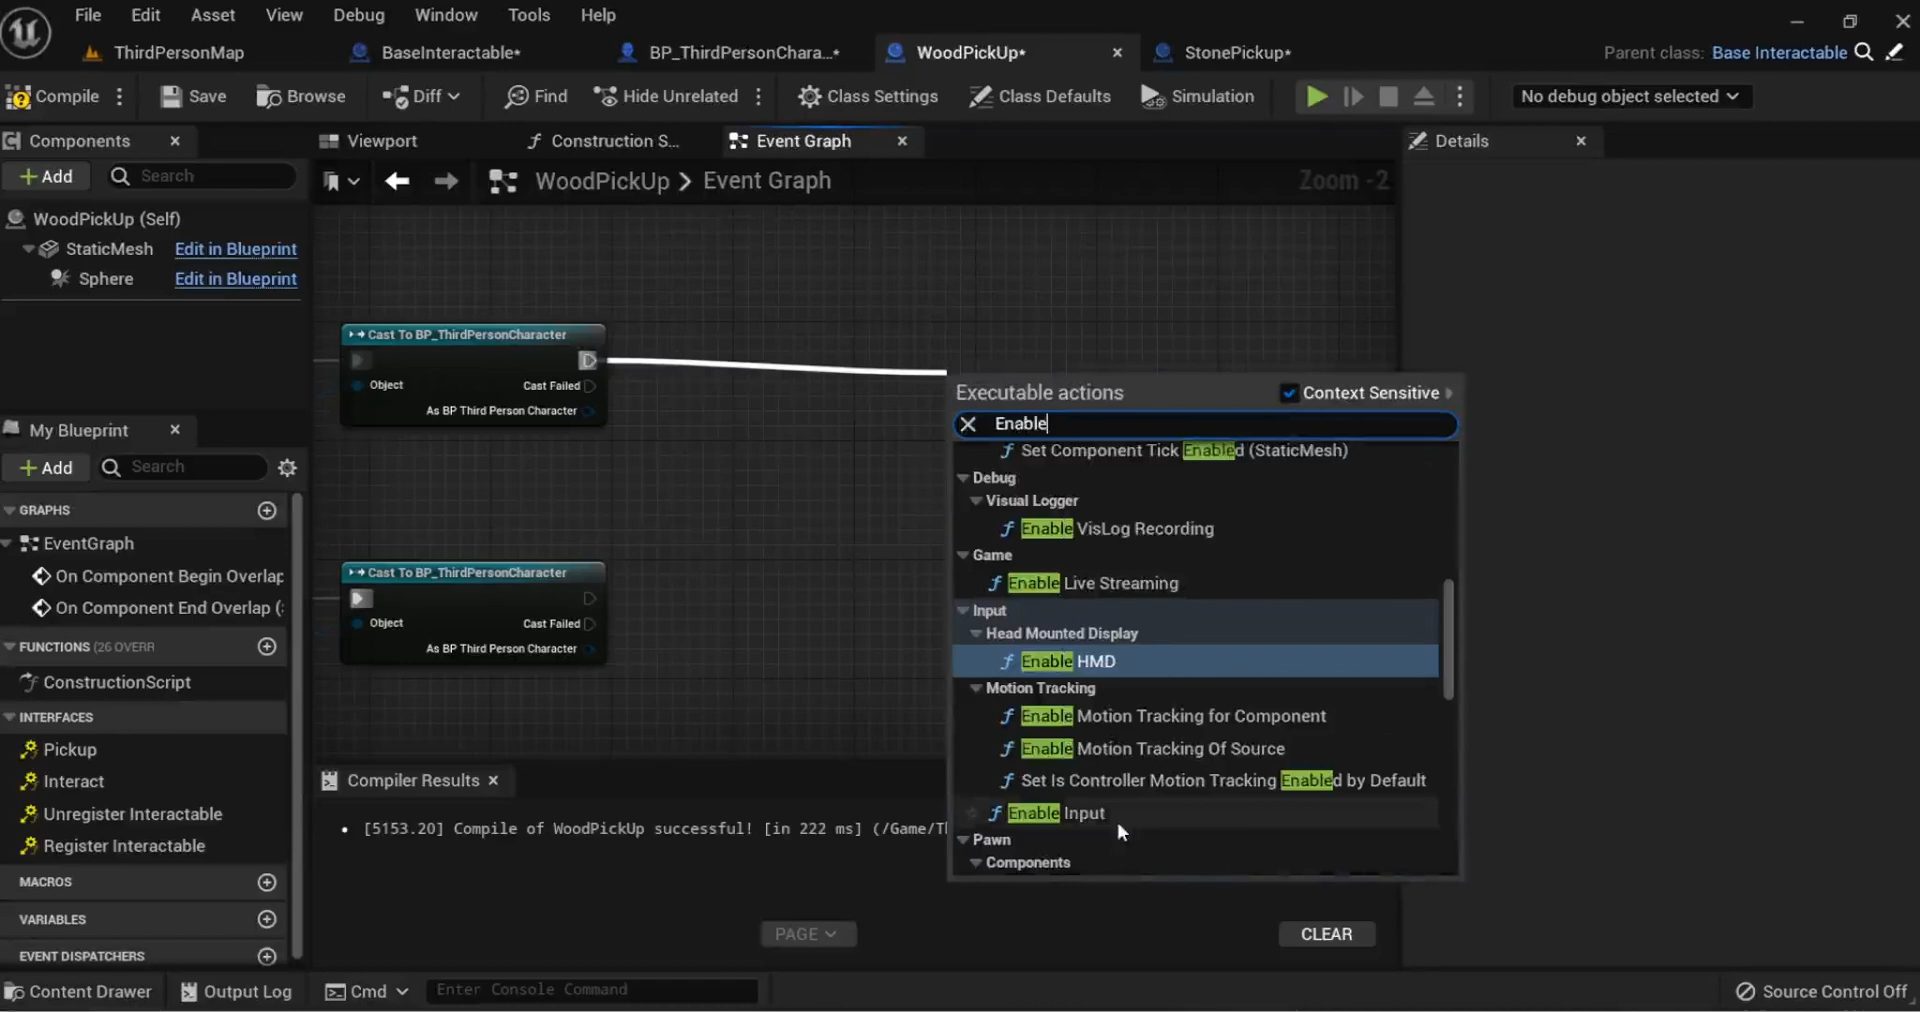 File Edit Asset View Debug Window Tools Help
ThirdPersonMap BaseInteractable* BP_ThirdPersonChara...* WoodPickUp* StonePickup* Parent class: Base Interactable
Compile Save Browse Diff Find Hide Unrelated Class Settings Class Defaults Simulation No debug object selected
Components Viewport Construction S... Event Graph Details
Add Search WoodPickUp > Event Graph Zoom -2
WoodPickUp (Self)
StaticMesh Edit in Blueprint
Sphere Edit in Blueprint
Cast To BP_ThirdPersonCharacter
Object Cast Failed
As BP Third Person Character
Cast To BP_ThirdPersonCharacter
Object Cast Failed
As BP Third Person Character
Executable actions Context Sensitive
Enable
Set Component Tick Enabled (StaticMesh)
Debug
Visual Logger
Enable VisLog Recording
Game
Enable Live Streaming
Input
Head Mounted Display
Enable HMD
Motion Tracking
Enable Motion Tracking for Component
Enable Motion Tracking Of Source
Set Is Controller Motion Tracking Enabled by Default
Enable Input
Pawn
Components
My Blueprint
Add Search
GRAPHS
EventGraph
On Component Begin Overlap
On Component End Overlap (
FUNCTIONS (26 OVERR
ConstructionScript
INTERFACES
Pickup
Interact
Unregister Interactable
Register Interactable
MACROS
VARIABLES
EVENT DISPATCHERS
Compiler Results
[5153.20] Compile of WoodPickUp successful! [in 222 ms] (/Game/Th
PAGE CLEAR
Content Drawer Output Log Cmd Enter Console Command Source Control Off